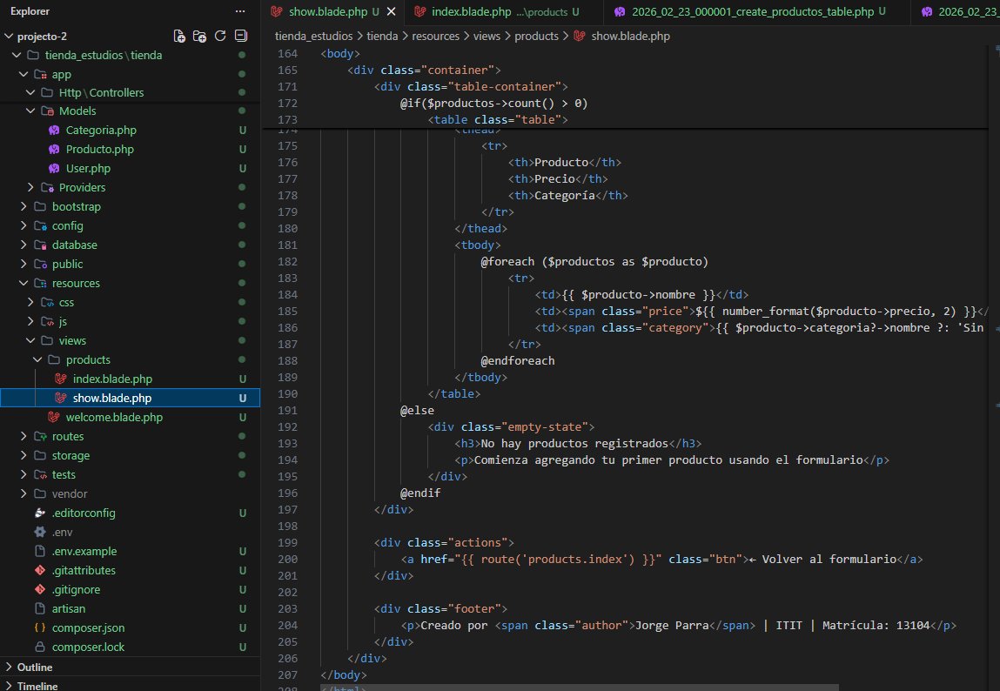 Explorer
projecto-2
tienda_estudios\tienda
app
Http\Controllers
Models
Categoria.php U
Producto.php U
User.php U
Providers
bootstrap
config
database
public
resources
css
js
views
products
index.blade.php U
show.blade.php U
welcome.blade.php U
routes
storage
tests
vendor
.editorconfig U
.env
.env.example U
.gitattributes U
.gitignore U
artisan U
composer.json U
composer.lock U
Outline
Timeline
show.blade.php U
index.blade.php ...\products U
2026_02_23_000001_create_productos_table.php U
2026_02_23_
tienda_estudios > tienda > resources > views > products > show.blade.php
164 <body>
165 <div class="container">
171 <div class="table-container">
172 @if($productos->count() > 0)
173 <table class="table">
174 <thead>
175 <tr>
176 <th>Producto</th>
177 <th>Precio</th>
178 <th>Categoría</th>
179 </tr>
180 </thead>
181 <tbody>
182 @foreach ($productos as $producto)
183 <tr>
184 <td>{{ $producto->nombre }}</td>
185 <td><span class="price">${{ number_format($producto->precio, 2) }}</
186 <td><span class="category">{{ $producto->categoria?->nombre ?: 'Sin
187 </tr>
188 @endforeach
189 </tbody>
190 </table>
191 @else
192 <div class="empty-state">
193 <h3>No hay productos registrados</h3>
194 <p>Comienza agregando tu primer producto usando el formulario</p>
195 </div>
196 @endif
197 </div>
198
199 <div class="actions">
200 <a href="{{ route('products.index') }}" class="btn">← Volver al formulario</a>
201 </div>
202
203 <div class="footer">
204 <p>Creado por <span class="author">Jorge Parra</span> | ITIT | Matrícula: 13104</p>
205 </div>
206 </div>
207 </body>
208 </html>